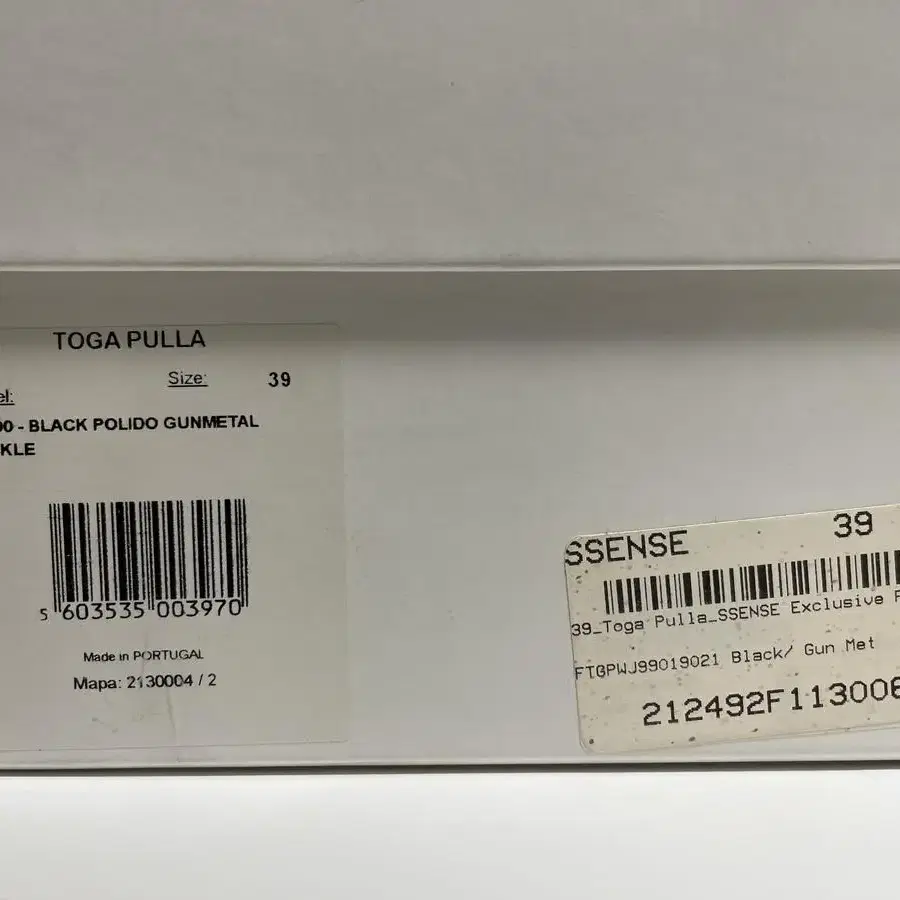 TOGA PULLA
Size: 39
el:
00 - BLACK POLIDO GUNMETAL
KLE
5 603535 003970
Made in PORTUGAL
Mapa: 2130004 / 2
SSENSE 39
39_Toga Pulla_SSENSE Exclusive
FTGPWJ99019021 Black/ Gun Met
212492F113006